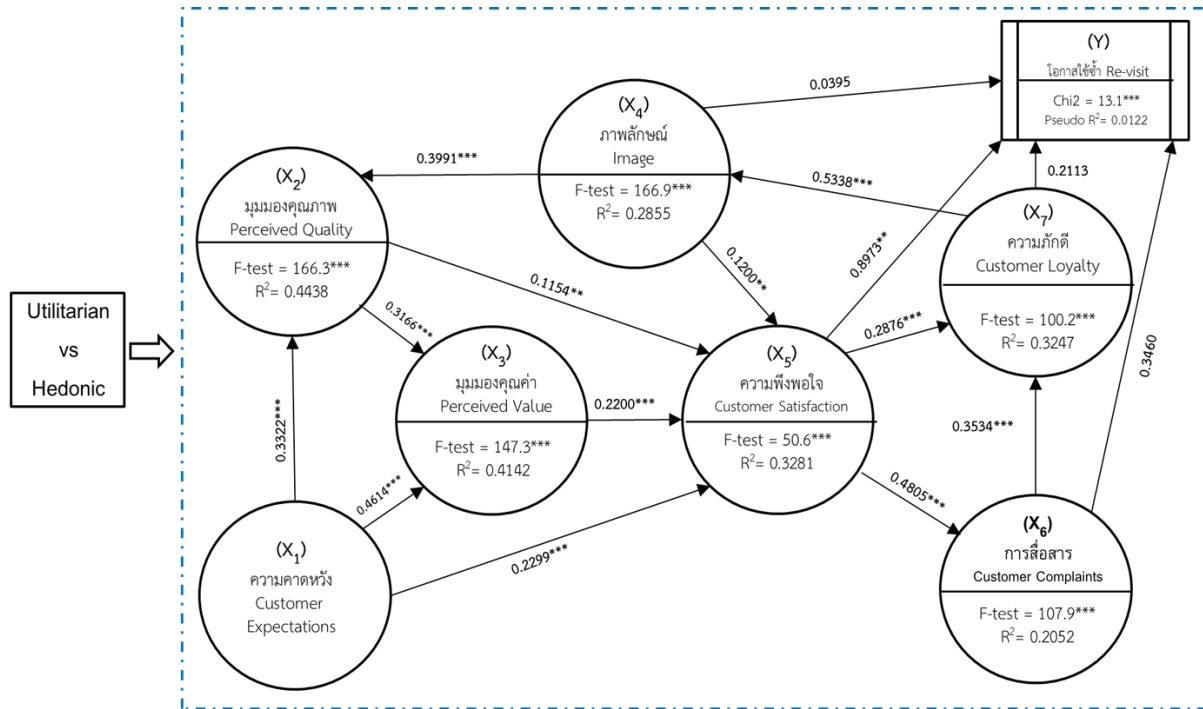 Utilitarian
vs
Hedonic
(Y)
โอกาสใช้ซ้ำ Re-visit
Chi2 = 13.1***
Pseudo R²= 0.0122
0.0395
(X₄)
ภาพลักษณ์
Image
F-test = 166.9***
R²= 0.2855
0.3991***
(X₂)
มุมมองคุณภาพ
Perceived Quality
F-test = 166.3***
R²= 0.4438
0.5338***
0.2113
(X₇)
ความภักดี
Customer Loyalty
F-test = 100.2***
R²= 0.3247
0.8973**
0.1200**
0.1154**
0.3166***
(X₃)
มุมมองคุณค่า
Perceived Value
F-test = 147.3***
R²= 0.4142
0.2200***
(X₅)
ความพึงพอใจ
Customer Satisfaction
F-test = 50.6***
R²= 0.3281
0.2876***
0.3460
0.3322***
0.4614***
0.3534***
0.4805***
0.2299***
(X₁)
ความคาดหวัง
Customer
Expectations
(X₆)
การสื่อสาร
Customer Complaints
F-test = 107.9***
R²= 0.2052